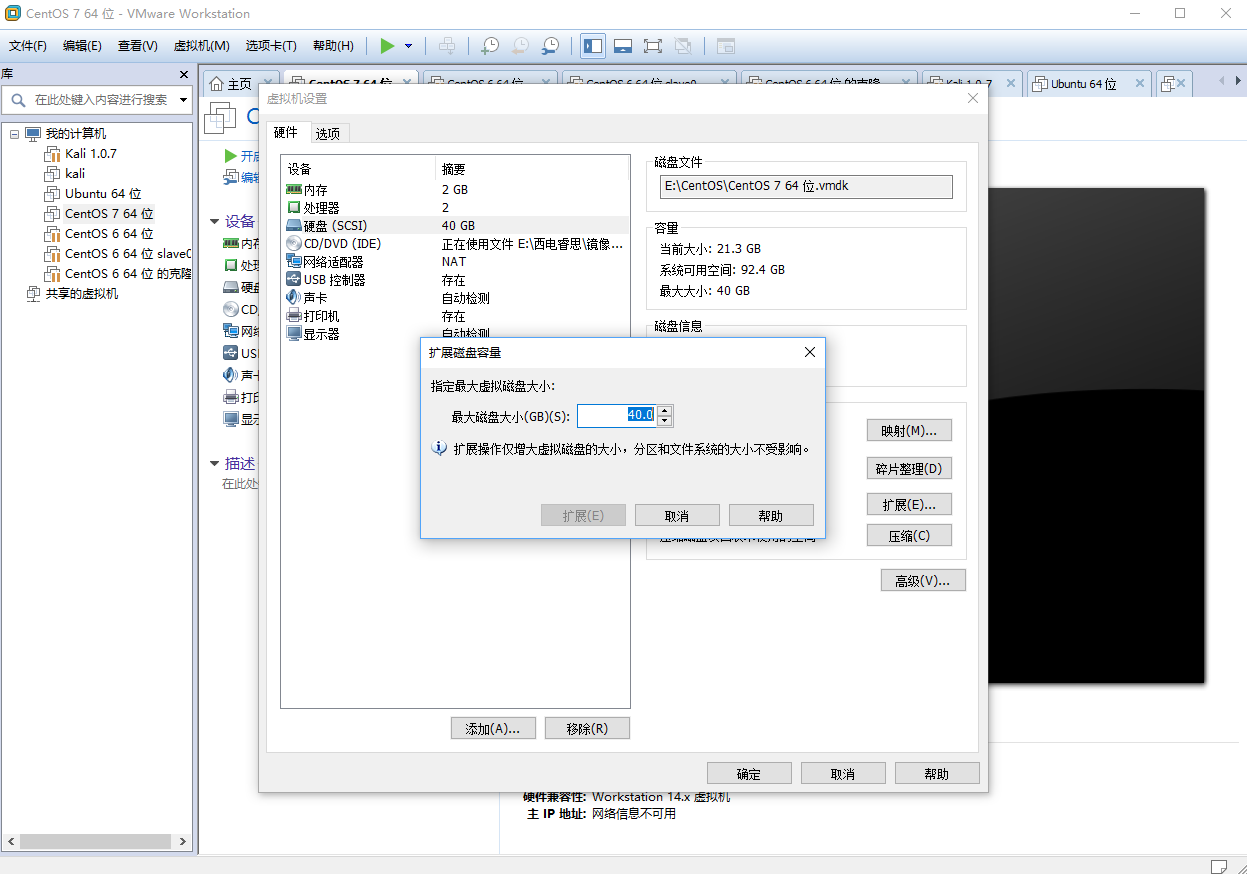 CentOS 7 64 位 - VMware Workstation
文件(F) 编辑(E) 查看(V) 虚拟机(M) 选项卡(T) 帮助(H)
库
在此处键入内容进行搜索
我的计算机
Kali 1.0.7
kali
Ubuntu 64 位
CentOS 7 64 位
CentOS 6 64 位
CentOS 6 64 位 slave0
CentOS 6 64 位 的克隆
共享的虚拟机
主页 CentOS 7 64 位 CentOS 6 64 位 CentOS 6 64 位 slave0 CentOS 6 64 位 的克隆 Kali 1.0.7 Ubuntu 64 位
开启
编辑
设备
内存
处理
硬盘
CD/
网络
USB
声卡
打印
显示
描述
在此处
虚拟机设置
硬件 选项
设备 摘要
内存 2 GB
处理器 2
硬盘 (SCSI) 40 GB
CD/DVD (IDE) 正在使用文件 E:\西电睿思\镜像...
网络适配器 NAT
USB 控制器 存在
声卡 自动检测
打印机 存在
显示器 自动检测
添加(A)... 移除(R)
磁盘文件
E:\CentOS\CentOS 7 64 位.vmdk
容量
当前大小: 21.3 GB
系统可用空间: 92.4 GB
最大大小: 40 GB
磁盘信息
映射(M)...
碎片整理(D)
扩展(E)...
压缩(C)
高级(V)...
扩展磁盘容量
指定最大虚拟磁盘大小:
最大磁盘大小(GB)(S): 40.0
扩展操作仅增大虚拟磁盘的大小，分区和文件系统的大小不受影响。
扩展(E) 取消 帮助
确定 取消 帮助
硬件兼容性: Workstation 14.x 虚拟机
主 IP 地址: 网络信息不可用